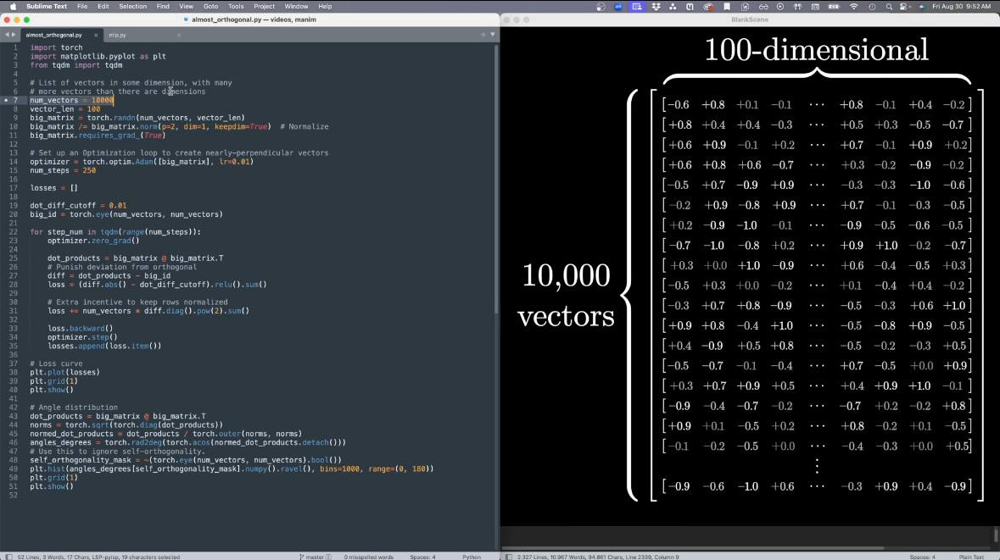 Sublime Text File Edit Selection Find View Goto Tools Project Window Help Fri Aug 30 9:52 AM
almost_orthogonal.py — videos, manim
almost_orthogonal.py × mlp.py
1 import torch
2 import matplotlib.pyplot as plt
3 from tqdm import tqdm
4
5 # List of vectors in some dimension, with many
6 # more vectors than there are dimensions
7 num_vectors = 10000
8 vector_len = 100
9 big_matrix = torch.randn(num_vectors, vector_len)
10 big_matrix /= big_matrix.norm(p=2, dim=1, keepdim=True) # Normalize
11 big_matrix.requires_grad_(True)
12
13 # Set up an Optimization loop to create nearly-perpendicular vectors
14 optimizer = torch.optim.Adam([big_matrix], lr=0.01)
15 num_steps = 250
16
17 losses = []
18
19 dot_diff_cutoff = 0.01
20 big_id = torch.eye(num_vectors, num_vectors)
21
22 for step_num in tqdm(range(num_steps)):
23 optimizer.zero_grad()
24
25 dot_products = big_matrix @ big_matrix.T
26 # Punish deviation from orthogonal
27 diff = dot_products - big_id
28 loss = (diff.abs() - dot_diff_cutoff).relu().sum()
29
30 # Extra incentive to keep rows normalized
31 loss += num_vectors * diff.diag().pow(2).sum()
32
33 loss.backward()
34 optimizer.step()
35 losses.append(loss.item())
36
37 # Loss curve
38 plt.plot(losses)
39 plt.grid(1)
40 plt.show()
41
42 # Angle distribution
43 dot_products = big_matrix @ big_matrix.T
44 norms = torch.sqrt(torch.diag(dot_products))
45 normed_dot_products = dot_products / torch.outer(norms, norms)
46 angles_degrees = torch.rad2deg(torch.acos(normed_dot_products.detach()))
47 # Use this to ignore self-orthogonality.
48 self_orthogonality_mask = ~(torch.eye(num_vectors, num_vectors).bool())
49 plt.hist(angles_degrees[self_orthogonality_mask].numpy().ravel(), bins=1000, range=(0, 180))
50 plt.grid(1)
51 plt.show()
52
52 Lines, 3 Words, 17 Chars, LSP-pylsp, 19 characters selected master 0 misspelled words Spaces: 4 Python
BlankScene
100-dimensional
10,000
vectors
[-0.6 +0.8 +0.1 -0.1 ⋯ +0.8 -0.1 +0.4 -0.2]
[+0.8 +0.4 +0.4 -0.3 ⋯ +0.5 +0.3 -0.5 -0.7]
[+0.6 +0.9 -0.1 +0.2 ⋯ +0.7 -0.1 +0.9 +0.2]
[+0.6 +0.8 +0.6 -0.7 ⋯ +0.3 -0.2 -0.9 -0.2]
[-0.5 +0.7 -0.9 +0.9 ⋯ -0.3 -0.3 -1.0 -0.6]
[-0.2 +0.9 -0.8 +0.9 ⋯ +0.7 -0.1 -0.3 -0.5]
[+0.2 -0.9 -1.0 -0.1 ⋯ -0.9 -0.5 -0.6 -0.5]
[-0.7 -1.0 -0.8 +0.2 ⋯ +0.9 +1.0 -0.2 -0.7]
[+0.3 +0.0 +1.0 -0.9 ⋯ +0.6 -0.4 -0.5 +0.3]
[-0.5 +0.3 +0.0 -0.2 ⋯ +0.1 -0.4 +0.4 -0.2]
[-0.3 +0.7 +0.8 -0.9 ⋯ -0.5 -0.3 +0.6 +1.0]
[+0.9 +0.8 -0.4 +1.0 ⋯ -0.5 -0.8 +0.9 -0.5]
[+0.4 -0.9 +0.5 +0.8 ⋯ -0.5 -0.2 -0.3 +0.5]
[-0.5 -0.7 -0.1 -0.4 ⋯ +0.7 -0.5 +0.0 +0.9]
[+0.3 +0.7 +0.9 +0.5 ⋯ +0.4 +0.9 +1.0 -0.1]
[-0.9 -0.4 -0.7 -0.2 ⋯ -0.7 +0.2 -0.2 +0.8]
[+0.9 +0.1 -0.5 +0.2 ⋯ +0.8 -0.2 +0.1 -0.5]
[-0.1 -0.2 -0.5 +0.0 ⋯ -0.4 -0.3 +0.0 +0.5]
⋮
[-0.9 -0.6 -1.0 +0.6 ⋯ -0.3 +0.9 +0.4 -0.9]
2,327 Lines, 10,967 Words, 94,861 Chars, Line 2339, Column 9 Spaces: 4 Plain Text